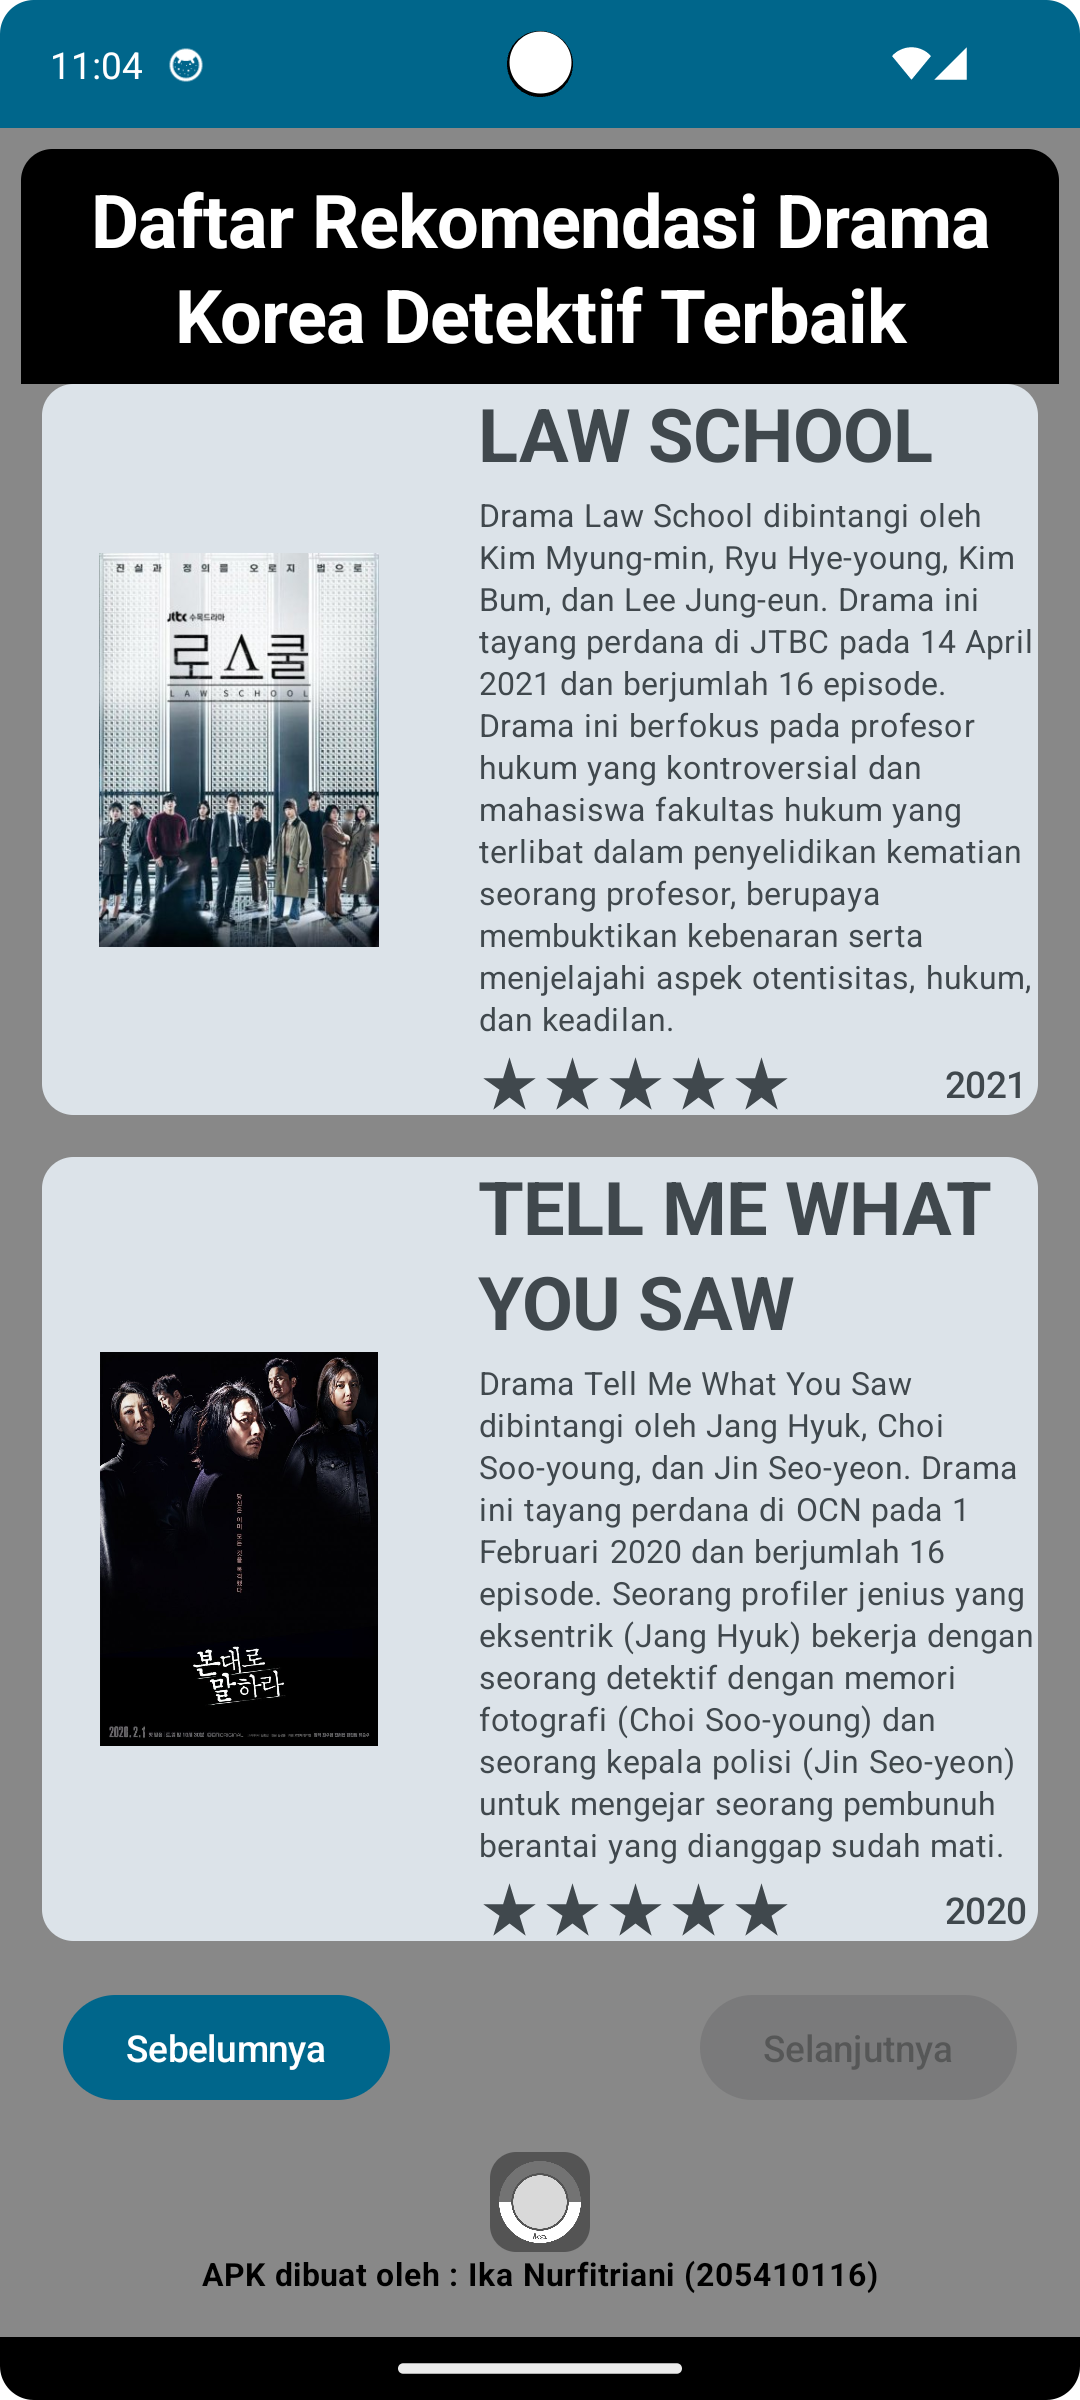 11:04
Daftar Rekomendasi Drama
Korea Detektif Terbaik
LAW SCHOOL
Drama Law School dibintangi oleh
Kim Myung-min, Ryu Hye-young, Kim
Bum, dan Lee Jung-eun. Drama ini
tayang perdana di JTBC pada 14 April
2021 dan berjumlah 16 episode.
Drama ini berfokus pada profesor
hukum yang kontroversial dan
mahasiswa fakultas hukum yang
terlibat dalam penyelidikan kematian
seorang profesor, berupaya
membuktikan kebenaran serta
menjelajahi aspek otentisitas, hukum,
dan keadilan.
★★★★★ 2021
진실과 정의를 오로지 법으로
jtbc 수목드라마
로스쿨
LAW SCHOOL
TELL ME WHAT
YOU SAW
Drama Tell Me What You Saw
dibintangi oleh Jang Hyuk, Choi
Soo-young, dan Jin Seo-yeon. Drama
ini tayang perdana di OCN pada 1
Februari 2020 dan berjumlah 16
episode. Seorang profiler jenius yang
eksentrik (Jang Hyuk) bekerja dengan
seorang detektif dengan memori
fotografi (Choi Soo-young) dan
seorang kepala polisi (Jin Seo-yeon)
untuk mengejar seorang pembunuh
berantai yang dianggap sudah mati.
★★★★★ 2020
본대로
말하라
2020.2.1
Sebelumnya
Selanjutnya
APK dibuat oleh : Ika Nurfitriani (205410116)